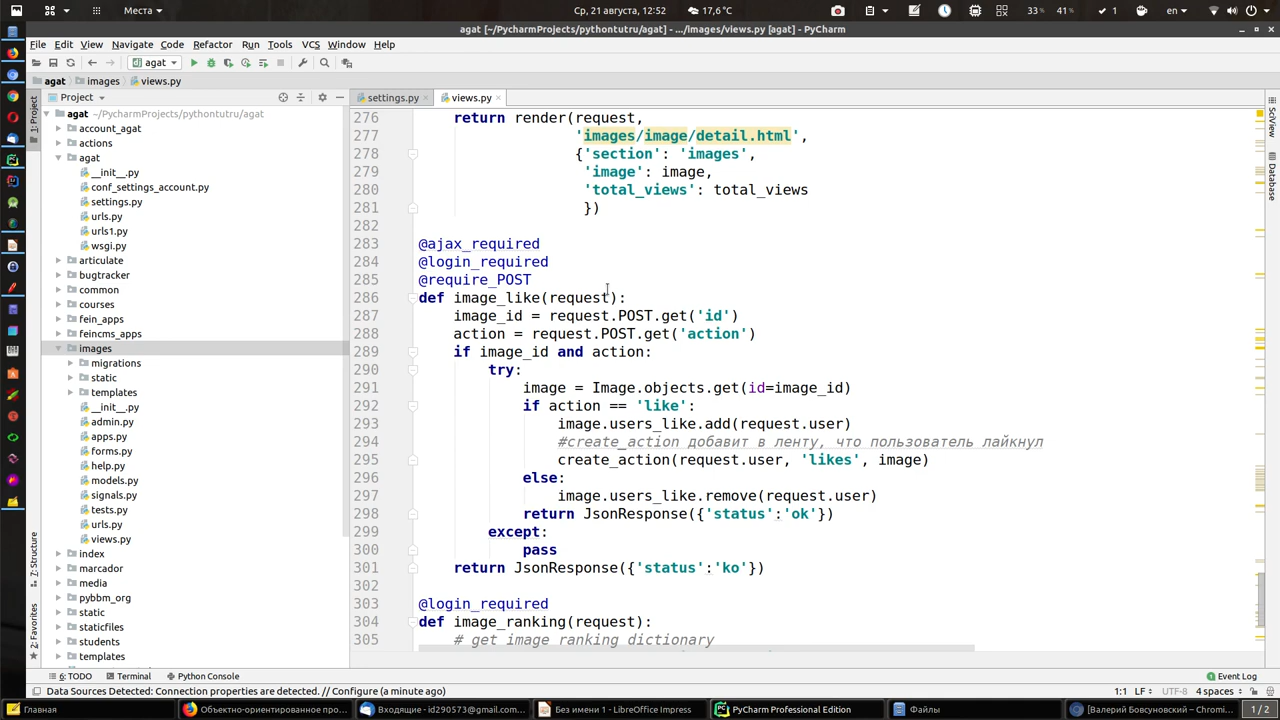 Места
Ср, 21 августа, 12:52
17,6°C
33%
41%
1
en
agat [~/PycharmProjects/pythontutru/agat] - .../images/views.py [agat] - PyCharm
File Edit View Navigate Code Refactor Run Tools VCS Window Help
agat
agat images views.py
Project
settings.py
views.py
1: Project
7: Structure
2: Favorites
SciView
Database
agat ~/PycharmProjects/pythontutru/agat
account_agat
actions
agat
__init__.py
conf_settings_account.py
settings.py
urls.py
urls1.py
wsgi.py
articulate
bugtracker
common
courses
fein_apps
feincms_apps
images
migrations
static
templates
__init__.py
admin.py
apps.py
forms.py
help.py
models.py
signals.py
tests.py
urls.py
views.py
index
marcador
media
pybbm_org
static
staticfiles
students
templates
276 return render(request,
277 'images/image/detail.html',
278 {'section': 'images',
279 'image': image,
280 'total_views': total_views
281 })
282
283 @ajax_required
284 @login_required
285 @require_POST
286 def image_like(request):
287 image_id = request.POST.get('id')
288 action = request.POST.get('action')
289 if image_id and action:
290 try:
291 image = Image.objects.get(id=image_id)
292 if action == 'like':
293 image.users_like.add(request.user)
294 #create_action добавит в ленту, что пользователь лайкнул
295 create_action(request.user, 'likes', image)
296 else:
297 image.users_like.remove(request.user)
298 return JsonResponse({'status':'ok'})
299 except:
300 pass
301 return JsonResponse({'status':'ko'})
302
303 @login_required
304 def image_ranking(request):
305 # get image ranking dictionary
6: TODO Terminal Python Console Event Log
Data Sources Detected: Connection properties are detected. // Configure (a minute ago) 1:1 LF UTF-8 4 spaces
Главная
Объектно-ориентированное про...
Входящие - id290573@gmail.com...
Без имени 1 - LibreOffice Impress
PyCharm Professional Edition
Файлы
[Валерий Бовсуновский – Chromi...
1 / 2